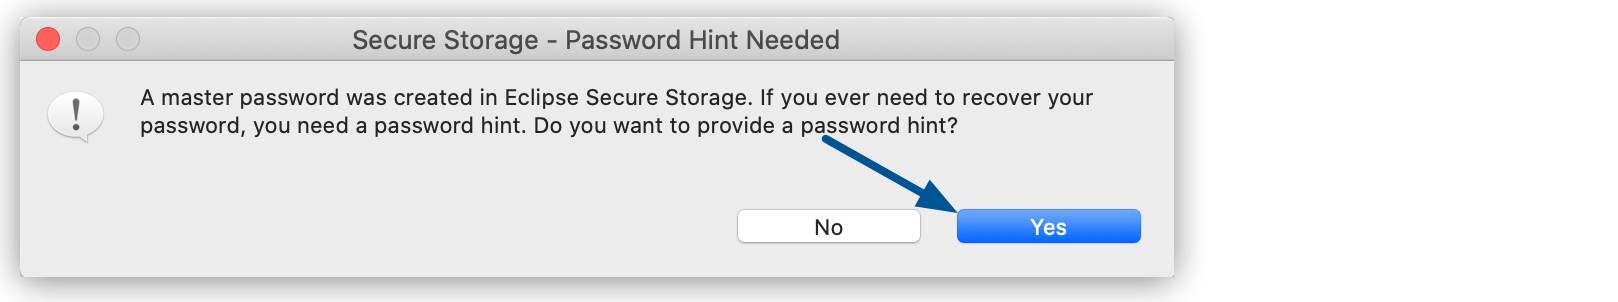 Secure Storage - Password Hint Needed
A master password was created in Eclipse Secure Storage. If you ever need to recover your
password, you need a password hint. Do you want to provide a password hint?
No
Yes